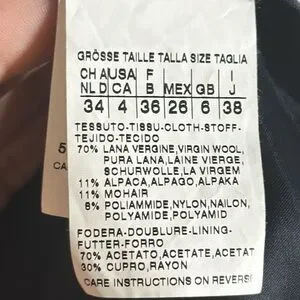 GRÖSSE TAILLE TALLA SIZE TAGLIA
CH A USA F I
NL D CA B MEX GB J
34 4 36 26 6 38
TESSUTO-TISSU-CLOTH-STOFF-
TEJIDO-TECIDO
70% LANA VERGINE,VIRGIN WOOL,
PURA LANA,LAINE VIERGE,
SCHURWOLLE,LA VIRGEM
11% ALPACA,ALPAGO,ALPAKA
11% MOHAIR
8% POLIAMMIDE,NYLON,NAILON,
POLYAMIDE,POLYAMID
FODERA-DOUBLURE-LINING-
FUTTER-FORRO
70% ACETATO,ACETATE,ACETAT
30% CUPRO,RAYON
CARE INSTRUCTIONS ON REVERS
5
CA